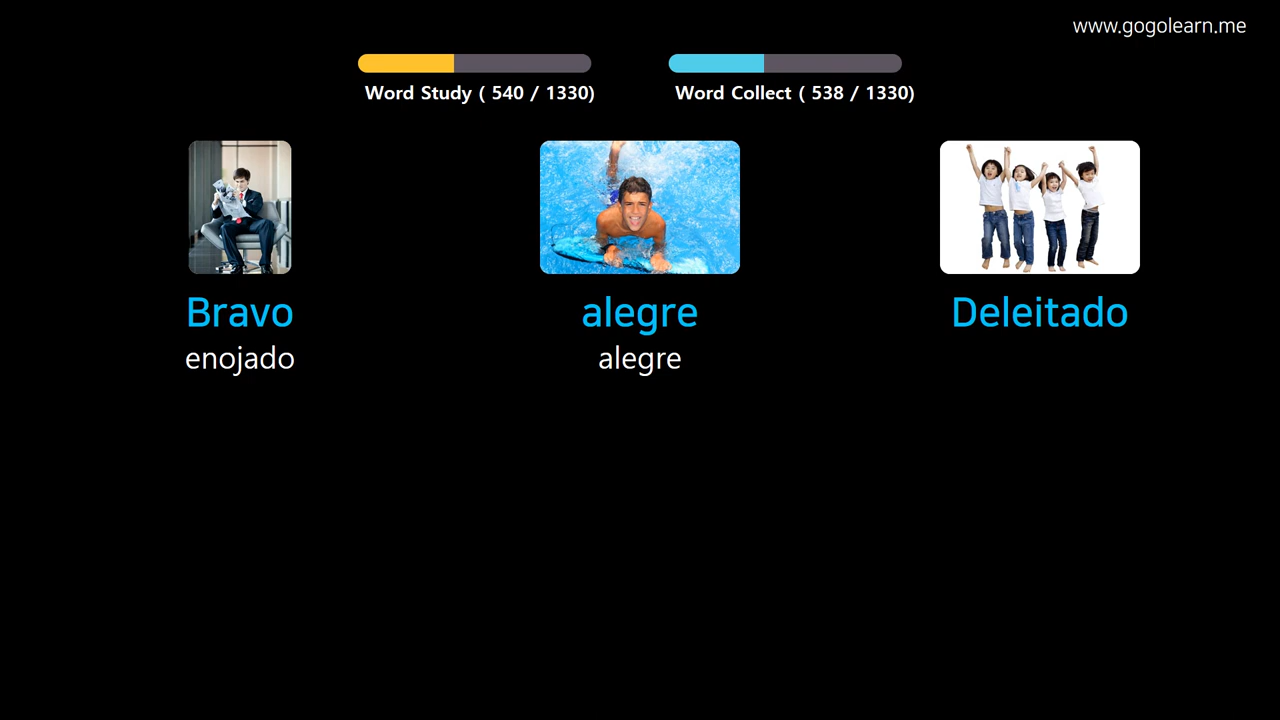 www.gogolearn.me
Word Study ( 540 / 1330)
Word Collect ( 538 / 1330)
Bravo
alegre
Deleitado
enojado
alegre